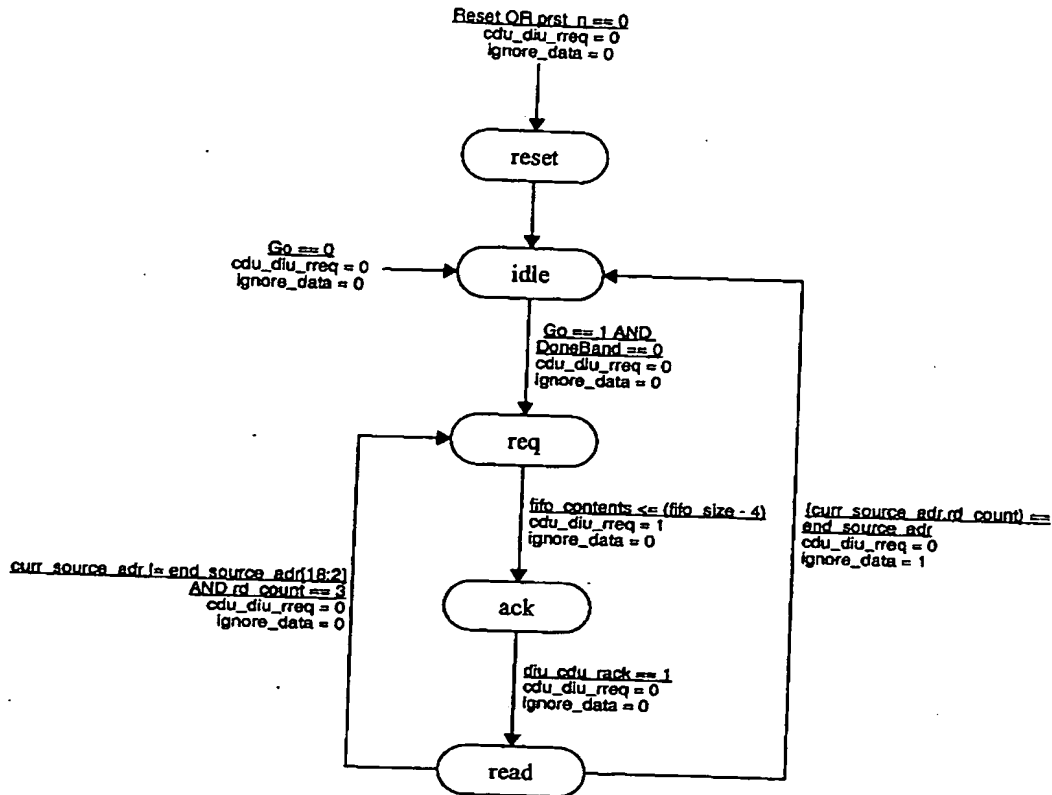 Reset OR prst_n == 0
cdu_diu_rreq = 0
ignore_data = 0
reset
Go == 0
cdu_diu_rreq = 0
ignore_data = 0
idle
Go == 1 AND
DoneBand == 0
cdu_diu_rreq = 0
ignore_data = 0
req
fifo_contents <= (fifo_size - 4)
cdu_diu_rreq = 1
ignore_data = 0
{curr_source_adr,rd_count} ==
end_source_adr
cdu_diu_rreq = 0
ignore_data = 1
curr_source_adr != end_source_adr[18:2]
AND rd_count == 3
cdu_diu_rreq = 0
ignore_data = 0
ack
diu_cdu_rack == 1
cdu_diu_rreq = 0
ignore_data = 0
read